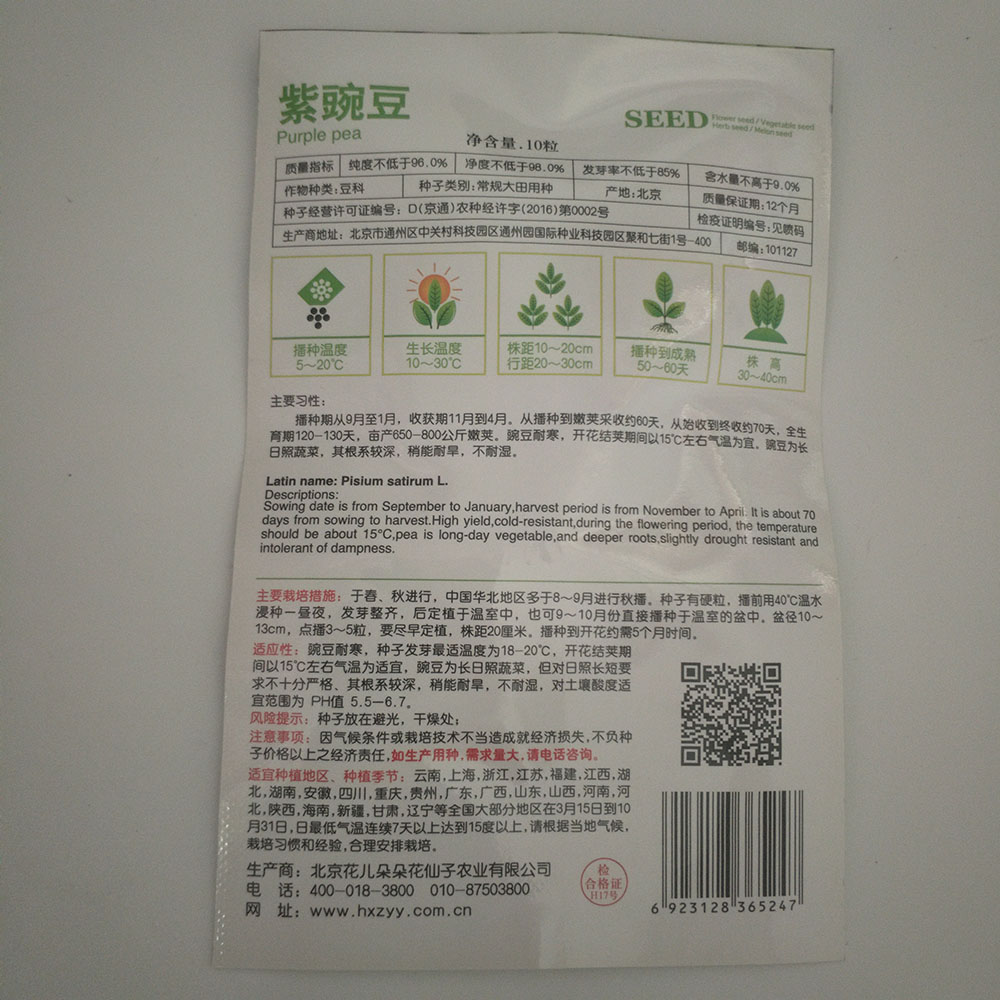 紫豌豆
Purple pea
SEED Flower seed / Vegetable seed
Herb seed / Melon seed
净含量.10粒
质量指标 纯度不低于96.0% 净度不低于98.0% 发芽率不低于85% 含水量不高于9.0%
作物种类:豆科 种子类别:常规大田用种 产地:北京 质量保证期:12个月
种子经营许可证编号: D(京通)农种经许字(2016)第0002号 检疫证明编号:见喷码
生产商地址: 北京市通州区中关村科技园区通州园国际种业科技园区聚和七街1号-400 邮编:101127
播种温度 生长温度 株距10～20cm 播种到成熟 株 高
5～20℃ 10～30℃ 行距20～30cm 50～60天 30～40cm
主要习性:
播种期从9月至1月，收获期11月到4月。从播种到嫩荚采收约60天，从始收到终收约70天，全生
育期120-130天，亩产650-800公斤嫩荚。豌豆耐寒，开花结荚期间以15℃左右气温为宜。豌豆为长
日照蔬菜，其根系较深，稍能耐旱，不耐湿。
Latin name: Pisium satirum L.
Descriptions:
Sowing date is from September to January,harvest period is from November to April. It is about 70
days from sowing to harvest.High yield,cold-resistant,during the flowering period, the temperature
should be about 15°C,pea is long-day vegetable,and deeper roots,slightly drought resistant and
intolerant of dampness.
主要栽培措施: 于春、秋进行，中国华北地区多于8～9月进行秋播。种子有硬粒，播前用40℃温水
浸种一昼夜，发芽整齐，后定植于温室中，也可9～10月份直接播种于温室的盆中。盆径10～
13cm，点播3～5粒，要尽早定植，株距20厘米。播种到开花约需5个月时间。
适应性: 豌豆耐寒，种子发芽最适温度为18-20℃，开花结荚期
间以15℃左右气温为适宜，豌豆为长日照蔬菜，但对日照长短要
求不十分严格、其根系较深，稍能耐旱，不耐湿，对土壤酸度适
宜范围为 PH值 5.5—6.7。
风险提示: 种子放在避光，干燥处;
注意事项: 因气候条件或栽培技术不当造成就经济损失,不负种
子价格以上之经济责任,如生产用种,需求量大,请电话咨询。
适宜种植地区、种植季节: 云南,上海,浙江,江苏,福建,江西,湖
北,湖南,安徽,四川,重庆,贵州,广东,广西,山东,山西,河南,河
北,陕西,海南,新疆,甘肃,辽宁等全国大部分地区在3月15日到10
月31日,日最低气温连续7天以上达到15度以上,请根据当地气候,
栽培习惯和经验,合理安排栽培。
生产商: 北京花儿朵朵花仙子农业有限公司
电 话: 400-018-3800 010-87503800
网 址: www.hxzyy.com.cn
检
合格证
H17号
6 923128 365247